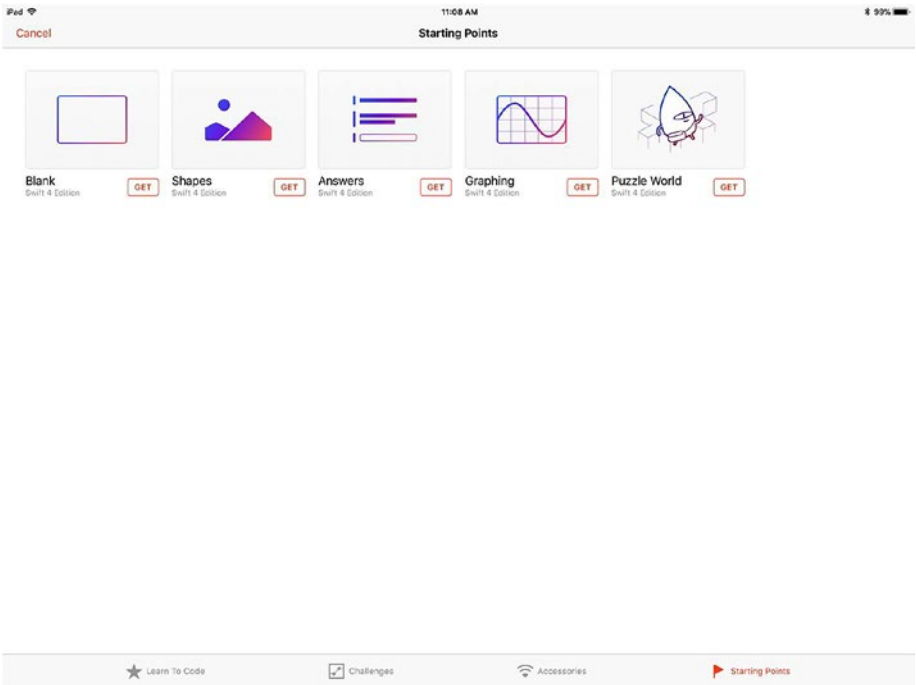 iPad 11:08 AM 99%
Cancel Starting Points
Blank GET Shapes GET Answers GET Graphing GET Puzzle World GET
Swift 4 Edition Swift 4 Edition Swift 4 Edition Swift 4 Edition Swift 4 Edition
Learn To Code Challenges Accessories Starting Points